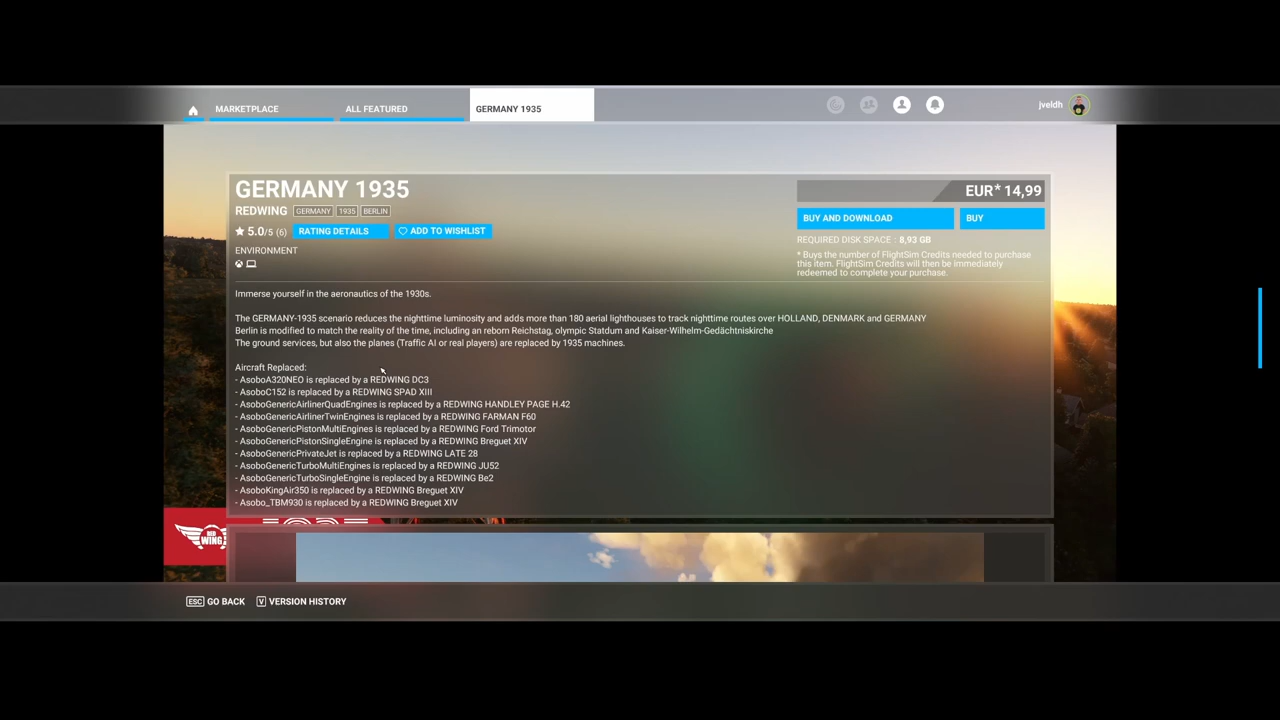 MARKETPLACE
ALL FEATURED
GERMANY 1935
jveldh
GERMANY 1935
EUR* 14,99
REDWING GERMANY 1935 BERLIN
BUY AND DOWNLOAD
BUY
5.0/5 (6) RATING DETAILS ADD TO WISHLIST
REQUIRED DISK SPACE : 8,93 GB
ENVIRONMENT
* Buys the number of FlightSim Credits needed to purchase
this item. FlightSim Credits will then be immediately
redeemed to complete your purchase.
Immerse yourself in the aeronautics of the 1930s.
The GERMANY-1935 scenario reduces the nighttime luminosity and adds more than 180 aerial lighthouses to track nighttime routes over HOLLAND, DENMARK and GERMANY
Berlin is modified to match the reality of the time, including an reborn Reichstag, olympic Statdum and Kaiser-Wilhelm-Gedächtniskirche
The ground services, but also the planes (Traffic AI or real players) are replaced by 1935 machines.
Aircraft Replaced:
- AsoboA320NEO is replaced by a REDWING DC3
- AsoboC152 is replaced by a REDWING SPAD XIII
- AsoboGenericAirlinerQuadEngines is replaced by a REDWING HANDLEY PAGE H.42
- AsoboGenericAirlinerTwinEngines is replaced by a REDWING FARMAN F60
- AsoboGenericPistonMultiEngines is replaced by a REDWING Ford Trimotor
- AsoboGenericPistonSingleEngine is replaced by a REDWING Breguet XIV
- AsoboGenericPrivateJet is replaced by a REDWING LATE 28
- AsoboGenericTurboMultiEngines is replaced by a REDWING JU52
- AsoboGenericTurboSingleEngine is replaced by a REDWING Be2
- AsoboKingAir350 is replaced by a REDWING Breguet XIV
- Asobo_TBM930 is replaced by a REDWING Breguet XIV
RED
WING
ESC GO BACK V VERSION HISTORY